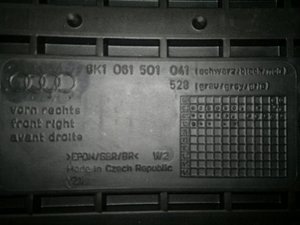 8K1 061 501 041 (schwarz/black/noir)
528 (grau/grey/gris)
vorn rechts
front right
avant droite
>EPDM/SBR/BR< W2
Made in Czech Republic